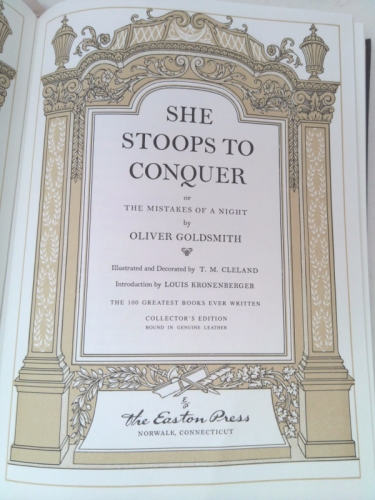 SHE
STOOPS TO
CONQUER
or
THE MISTAKES OF A NIGHT
by
OLIVER GOLDSMITH
Illustrated and Decorated by T. M. CLELAND
Introduction by LOUIS KRONENBERGER
THE 100 GREATEST BOOKS EVER WRITTEN
COLLECTOR'S EDITION
BOUND IN GENUINE LEATHER
E
P
The Easton Press
NORWALK, CONNECTICUT